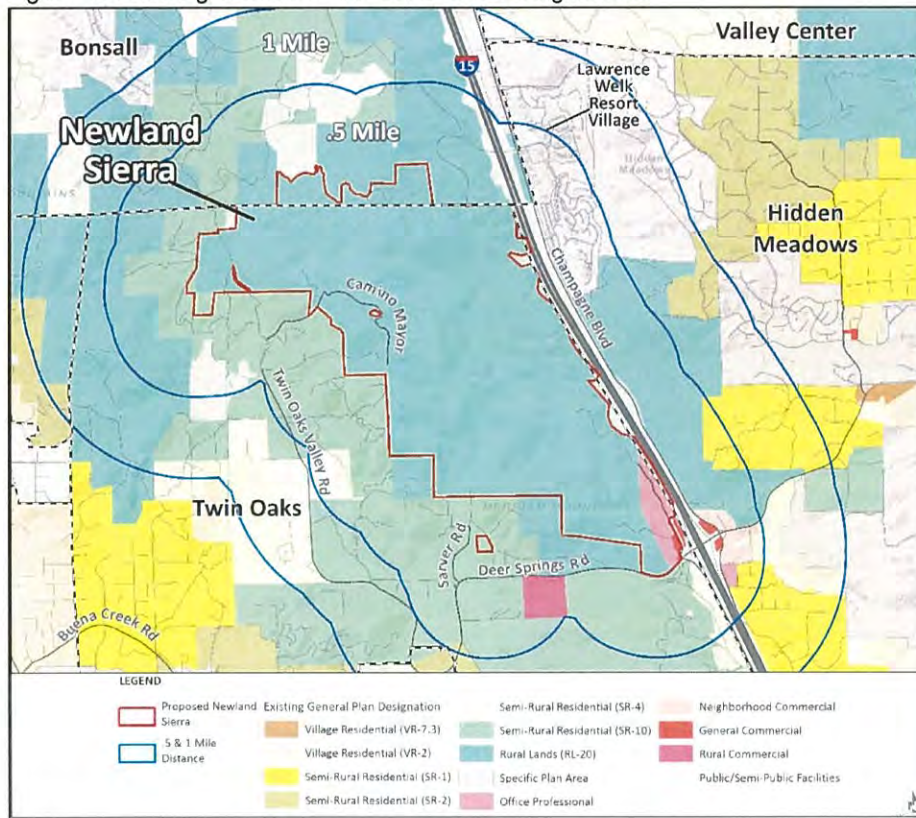 Bonsall
1 Mile
Valley Center
15
Lawrence
Welk
Resort
Village
.5 Mile
Newland
Sierra
Hidden
Meadows
Hidden
Meadows
Camino Mayor
Champagne Blvd
Twin Oaks Valley Rd
Twin Oaks
Sarver Rd
Deer Springs Rd
Buena Creek Rd
LEGEND
Proposed Newland
Sierra
.5 & 1 Mile
Distance
Existing General Plan Designation
Village Residential (VR-7.3)
Village Residential (VR-2)
Semi-Rural Residential (SR-1)
Semi-Rural Residential (SR-2)
Semi-Rural Residential (SR-4)
Semi-Rural Residential (SR-10)
Rural Lands (RL-20)
Specific Plan Area
Office Professional
Neighborhood Commercial
General Commercial
Rural Commercial
Public/Semi-Public Facilities